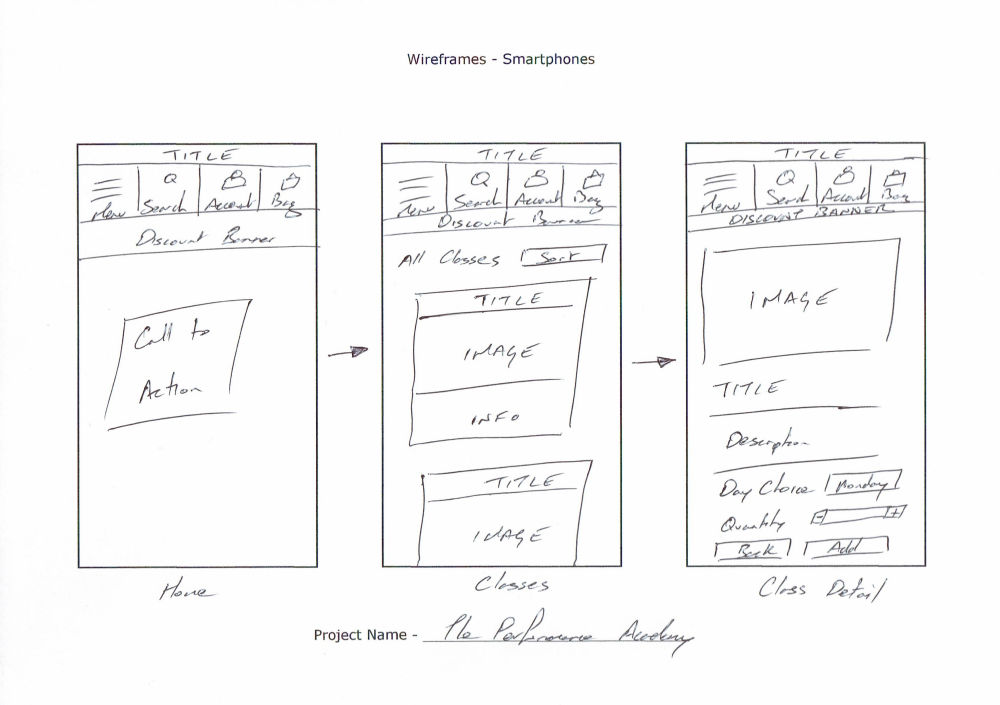 Wireframes - Smartphones
TITLE
Menu Search Account Bag
Discount Banner
Call to
Action
Home
TITLE
Menu Search Account Bag
Discount Banner
All Classes Sort
TITLE
IMAGE
INFO
TITLE
IMAGE
Classes
TITLE
Menu Search Account Bag
DISCOUNT BANNER
IMAGE
TITLE
Description
Day Choice Monday
Quantity - +
Back Add
Class Detail
Project Name - The Performance Academy